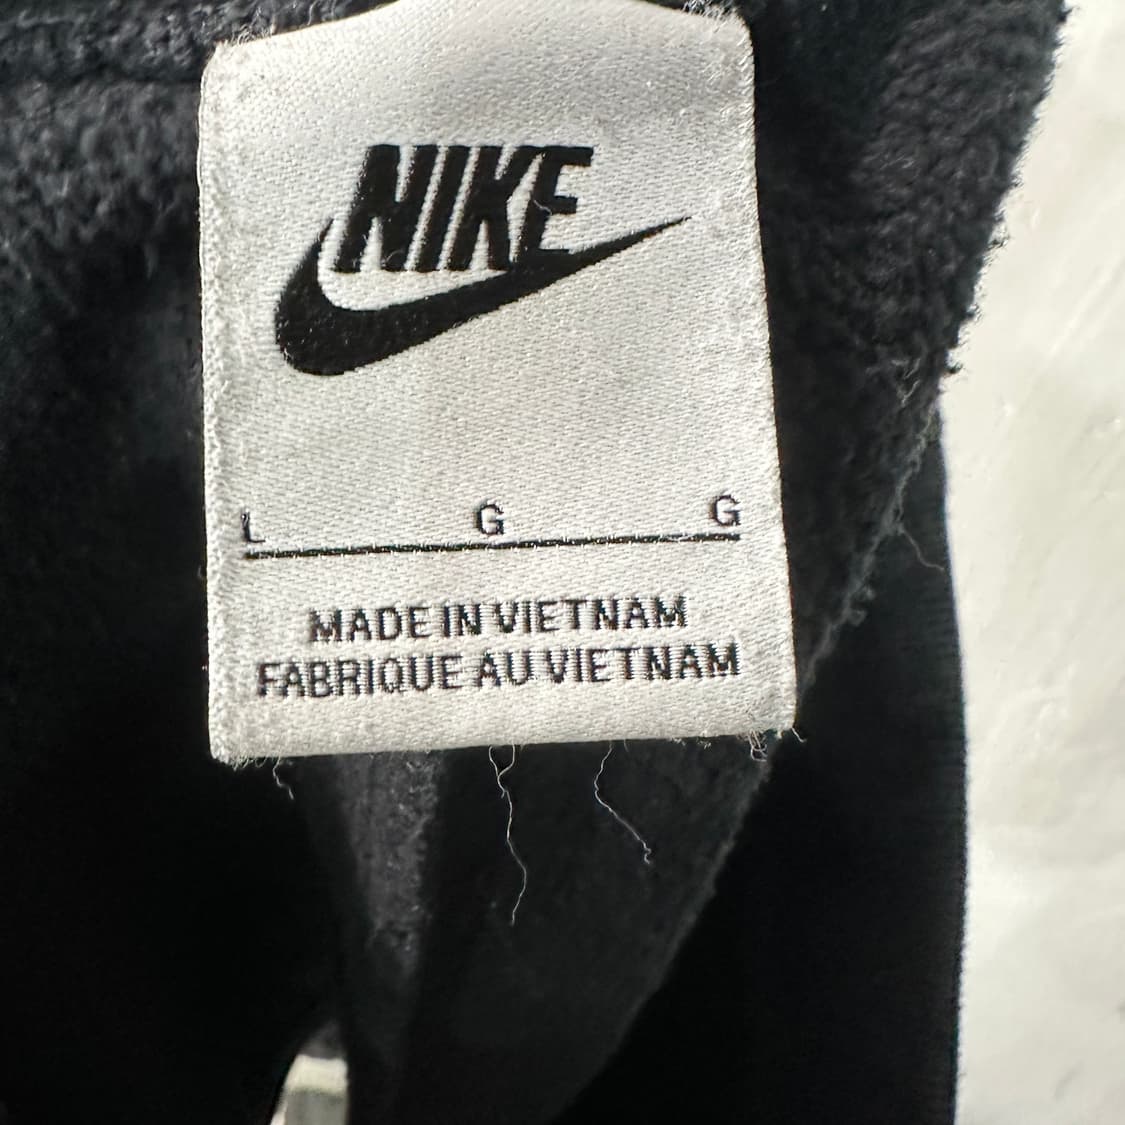 NIKE
L G G
MADE IN VIETNAM
FABRIQUE AU VIETNAM